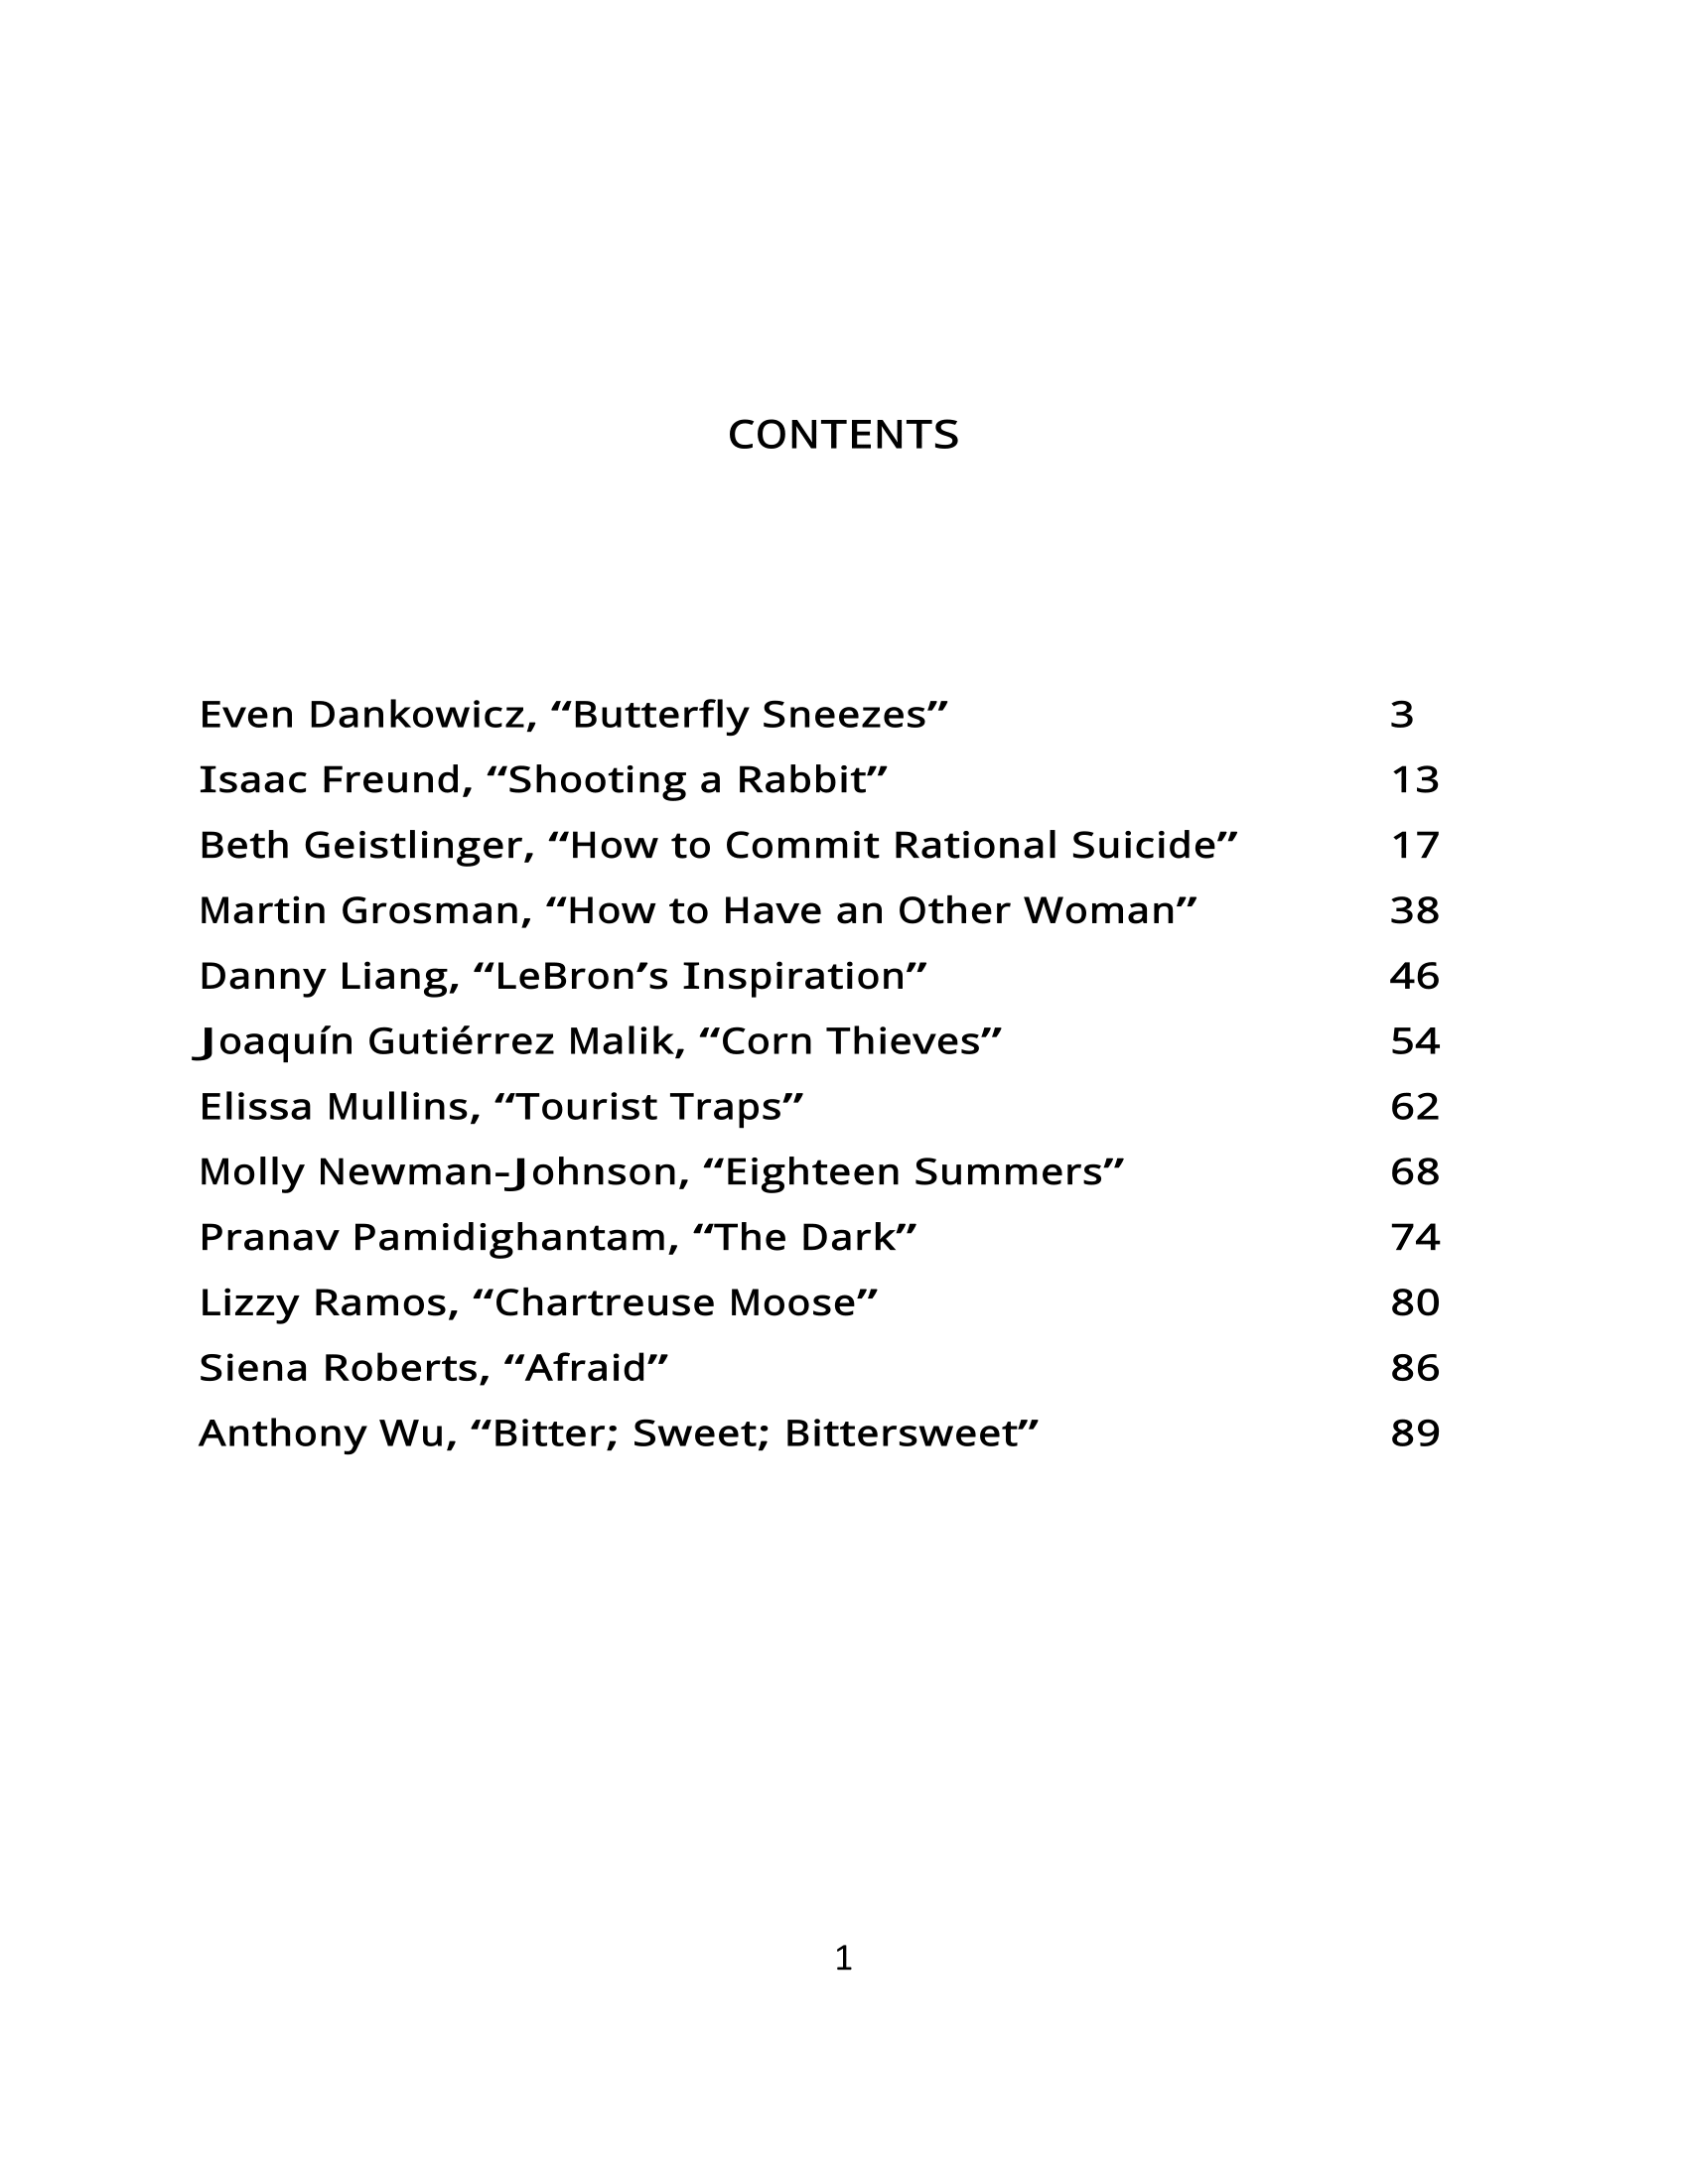 CONTENTS
Even Dankowicz, “Butterfly Sneezes” 3
Isaac Freund, “Shooting a Rabbit” 13
Beth Geistlinger, “How to Commit Rational Suicide” 17
Martin Grosman, “How to Have an Other Woman” 38
Danny Liang, “LeBron’s Inspiration” 46
Joaquín Gutiérrez Malik, “Corn Thieves” 54
Elissa Mullins, “Tourist Traps” 62
Molly Newman-Johnson, “Eighteen Summers” 68
Pranav Pamidighantam, “The Dark” 74
Lizzy Ramos, “Chartreuse Moose” 80
Siena Roberts, “Afraid” 86
Anthony Wu, “Bitter; Sweet; Bittersweet” 89
1